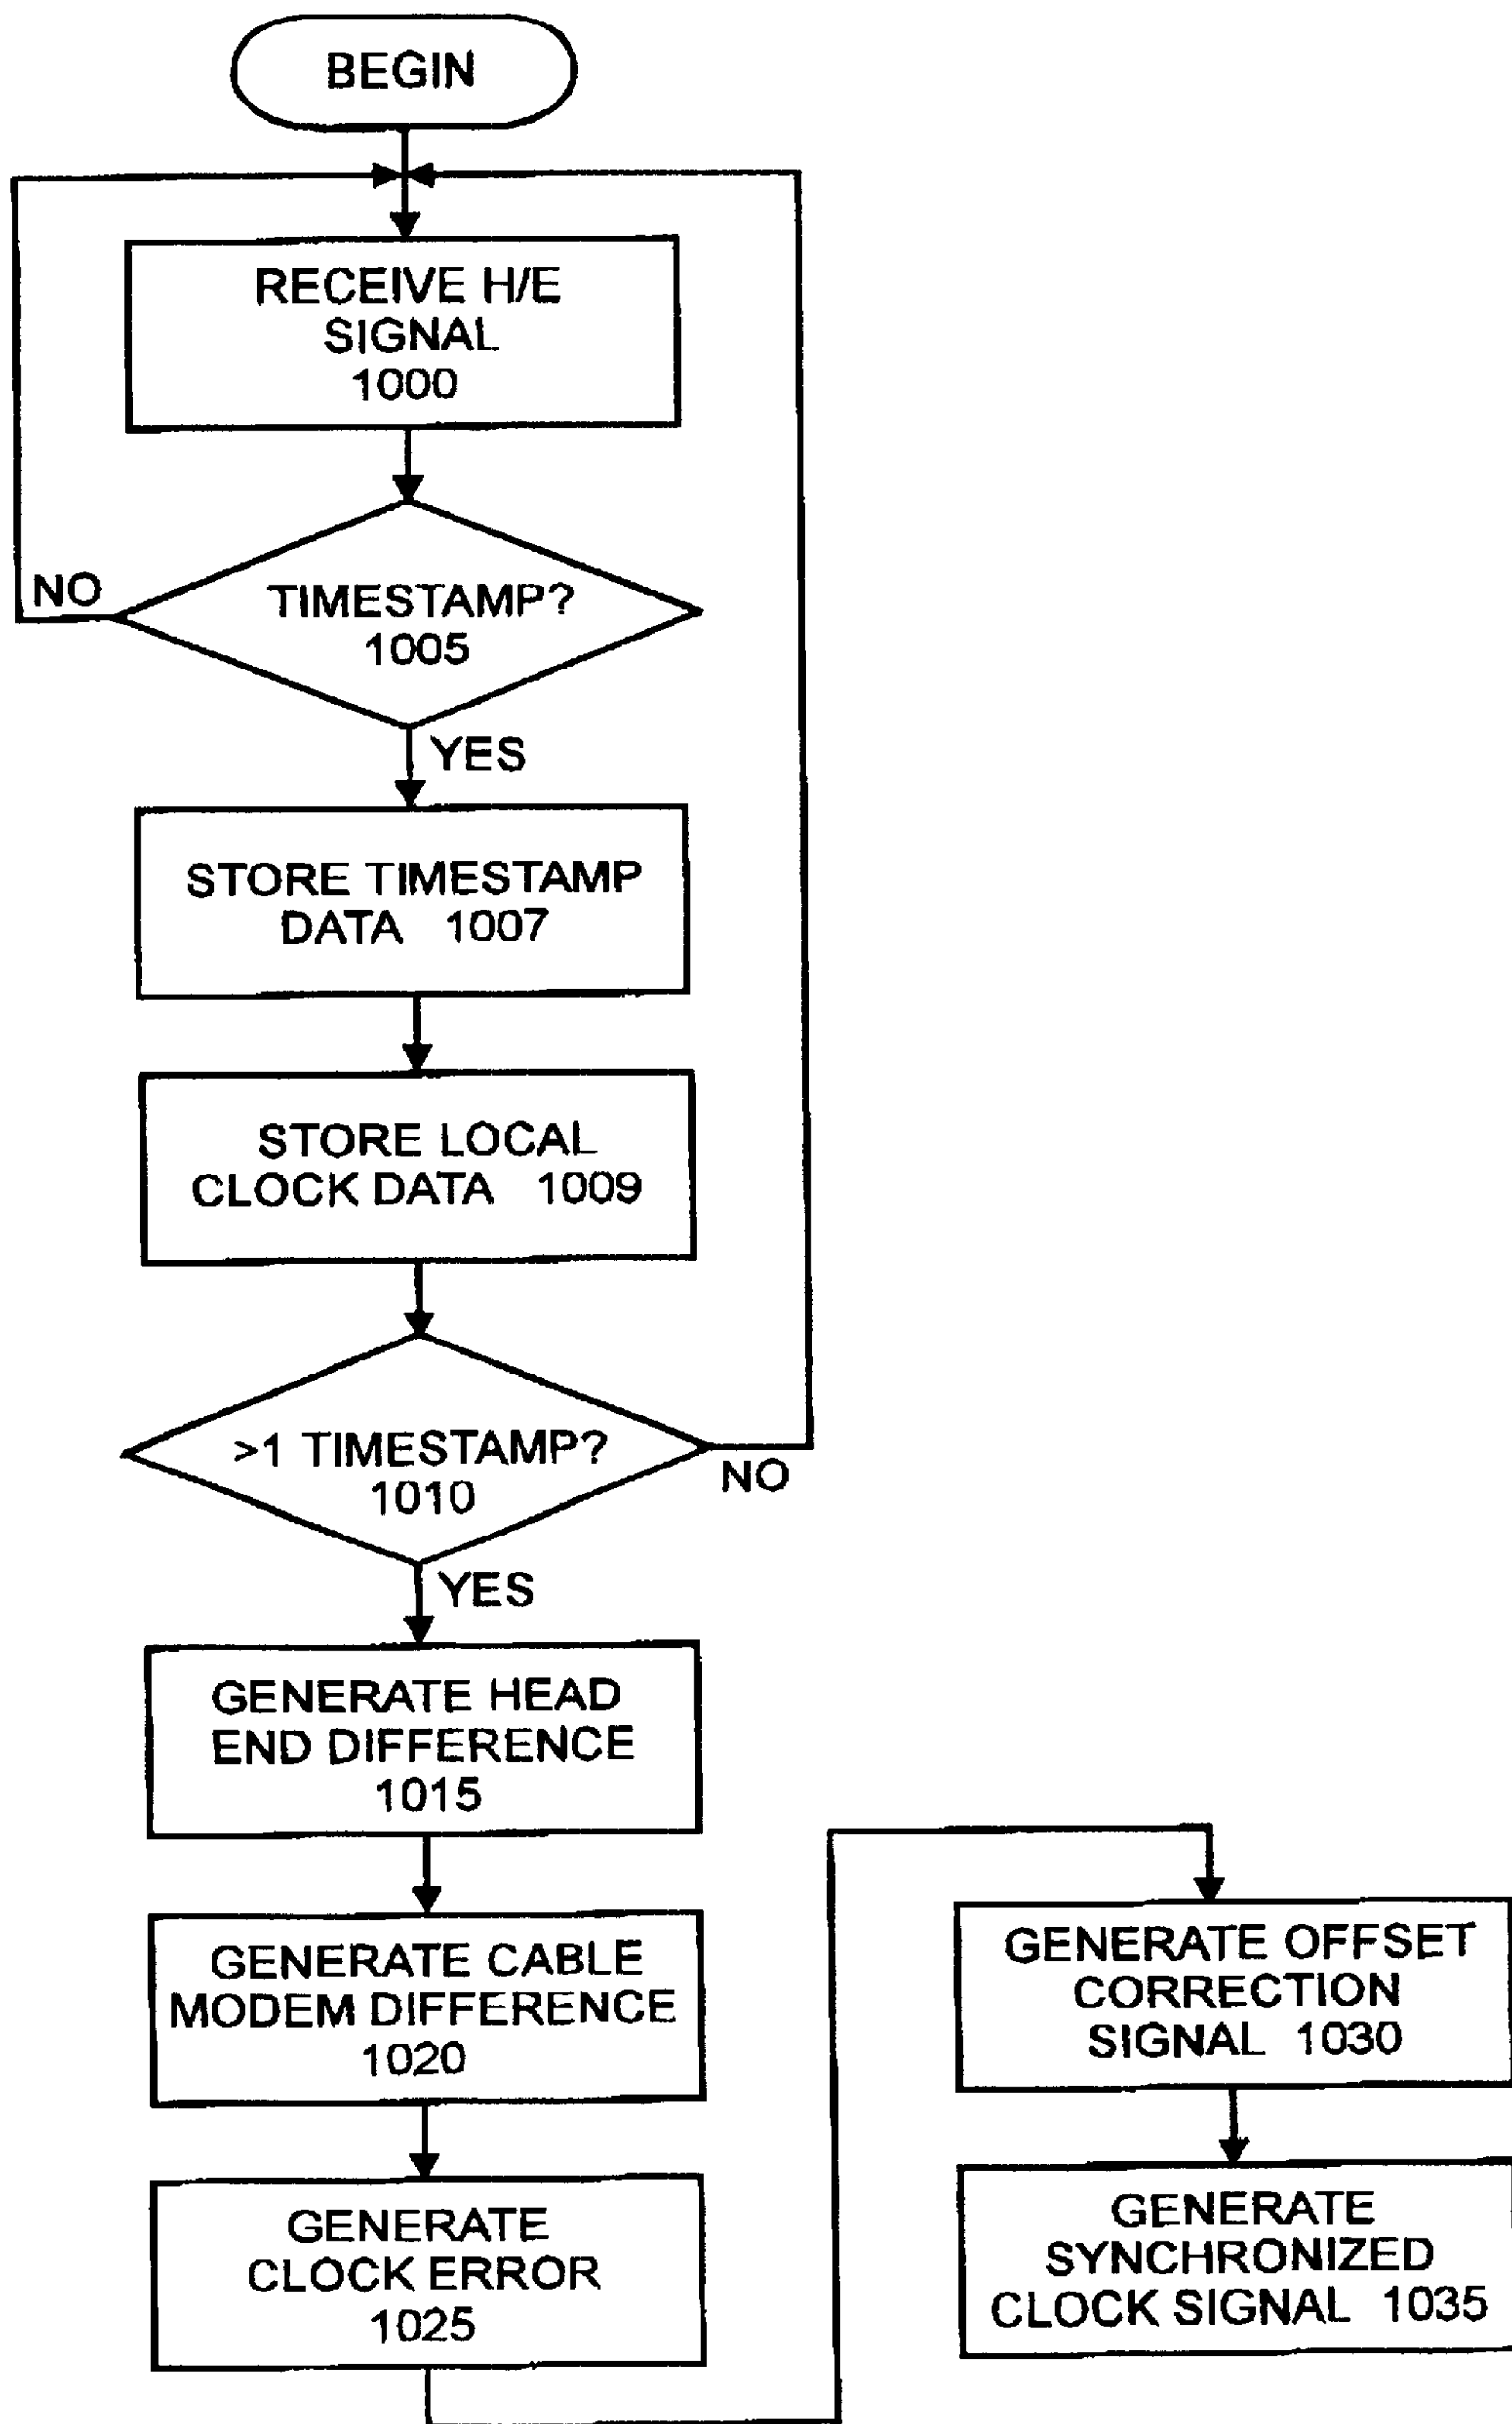 BEGIN
RECEIVE H/E
SIGNAL
1000
TIMESTAMP?
1005
NO
YES
STORE TIMESTAMP
DATA 1007
STORE LOCAL
CLOCK DATA 1009
>1 TIMESTAMP?
1010
NO
YES
GENERATE HEAD
END DIFFERENCE
1015
GENERATE CABLE
MODEM DIFFERENCE
1020
GENERATE
CLOCK ERROR
1025
GENERATE OFFSET
CORRECTION
SIGNAL 1030
GENERATE
SYNCHRONIZED
CLOCK SIGNAL 1035